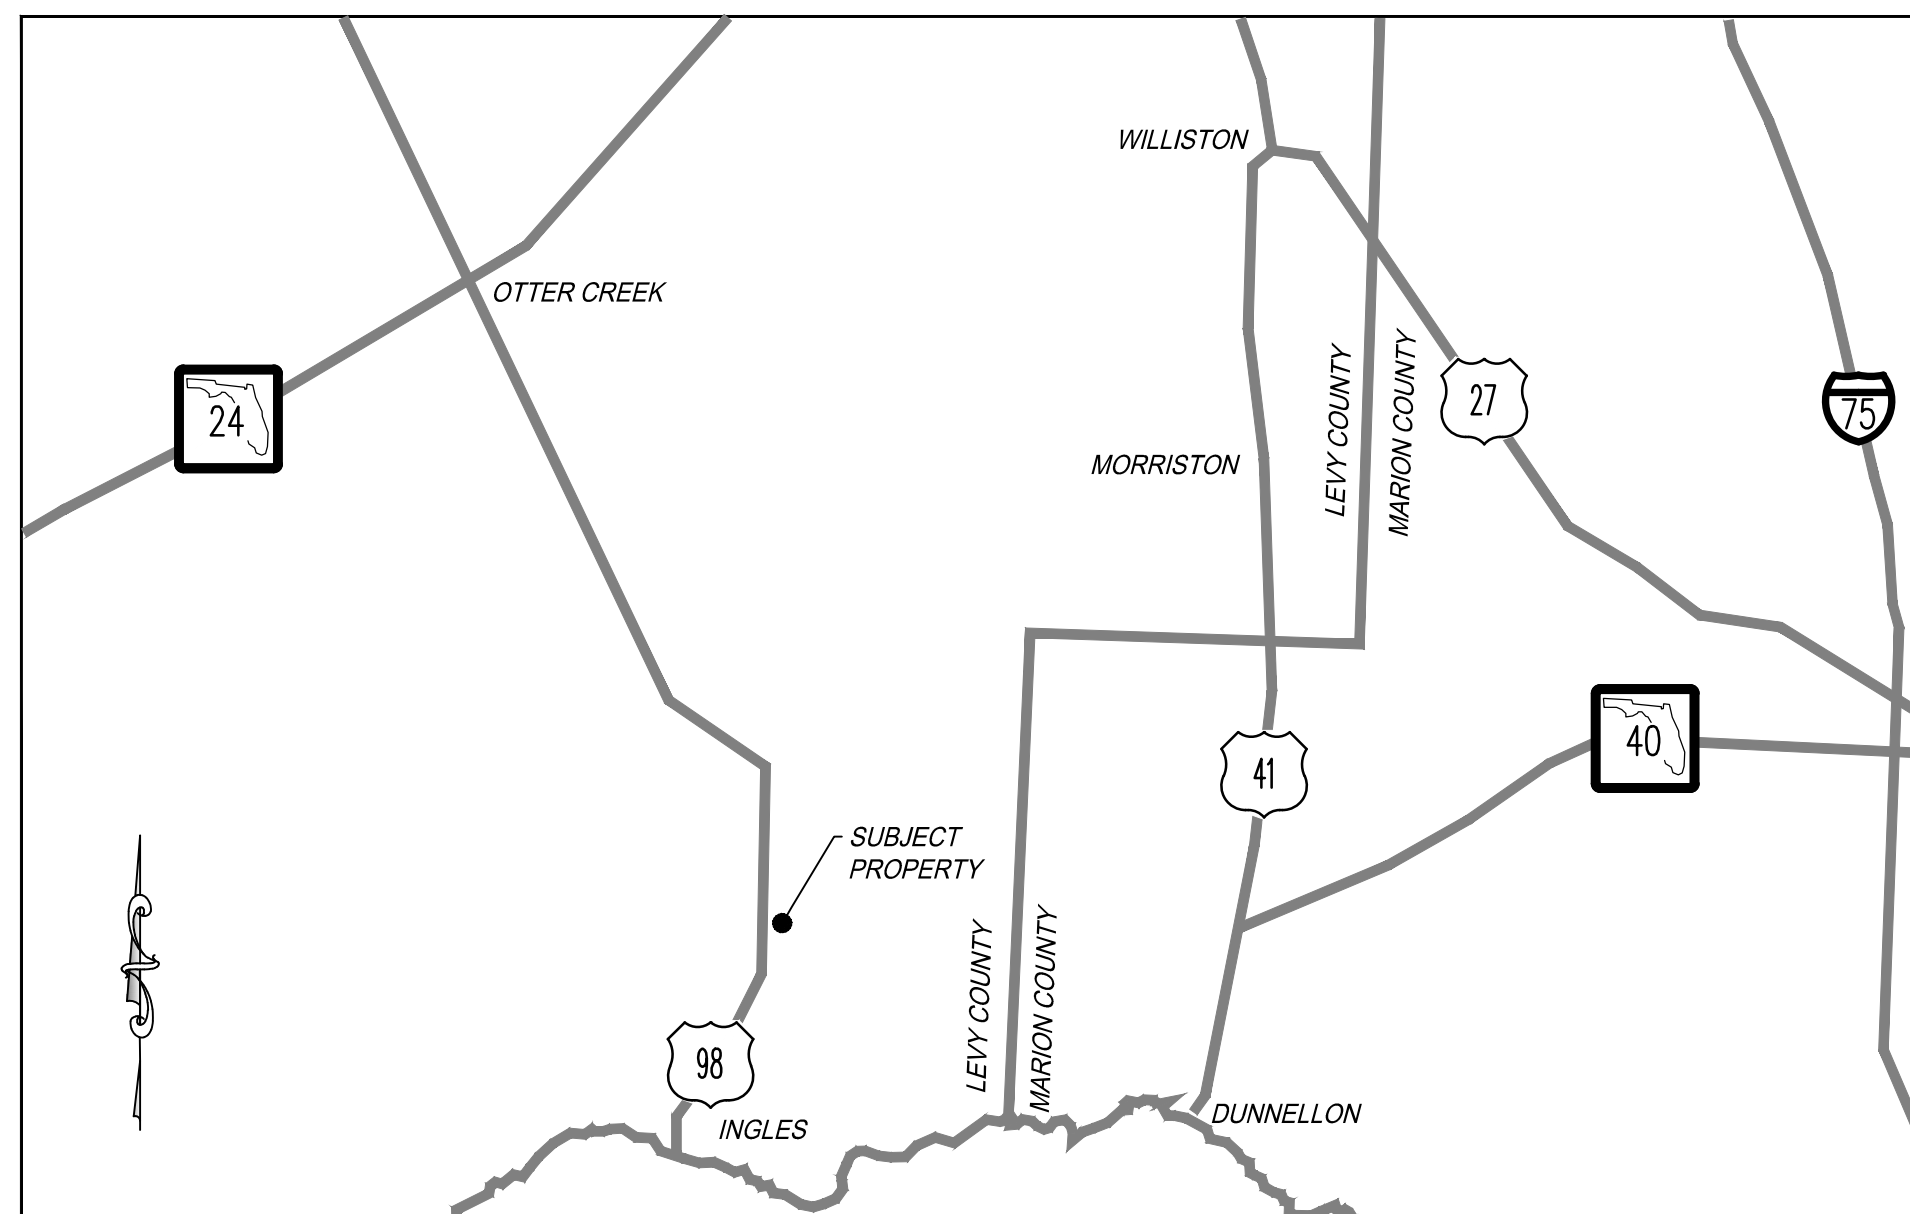 WILLISTON
OTTER CREEK
24
27
75
LEVY COUNTY
MARION COUNTY
MORRISTON
40
41
SUBJECT
PROPERTY
LEVY COUNTY
MARION COUNTY
98
INGLES
DUNNELLON